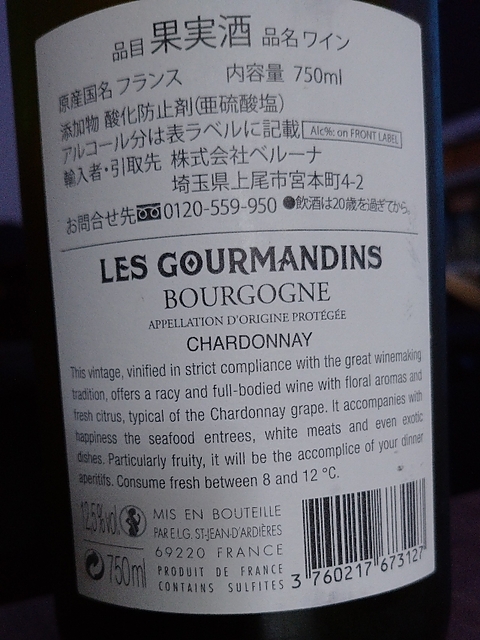 品目 果実酒 品名 ワイン
原産国名 フランス 内容量 750ml
添加物 酸化防止剤(亜硫酸塩)
アルコール分は表ラベルに記載 Alc%: on FRONT LABEL
輸入者・引取先 株式会社ベルーナ
埼玉県上尾市宮本町4-2
お問合せ先 0120-559-950 ●飲酒は20歳を過ぎてから。
LES GOURMANDINS
BOURGOGNE
APPELLATION D'ORIGINE PROTÉGÉE
CHARDONNAY
This vintage, vinified in strict compliance with the great winemaking
tradition, offers a racy and full-bodied wine with floral aromas and
fresh citrus, typical of the Chardonnay grape. It accompanies with
happiness the seafood entrees, white meats and even exotic
dishes. Particularly fruity, it will be the accomplice of your dinner
aperitifs. Consume fresh between 8 and 12 °C.
12,5%vol.
750ml
MIS EN BOUTEILLE
PAR E.L.G. ST-JEAN-D'ARDIÈRES
69220 FRANCE
PRODUIT DE FRANCE
CONTAINS SULFITES
3 760217 673127